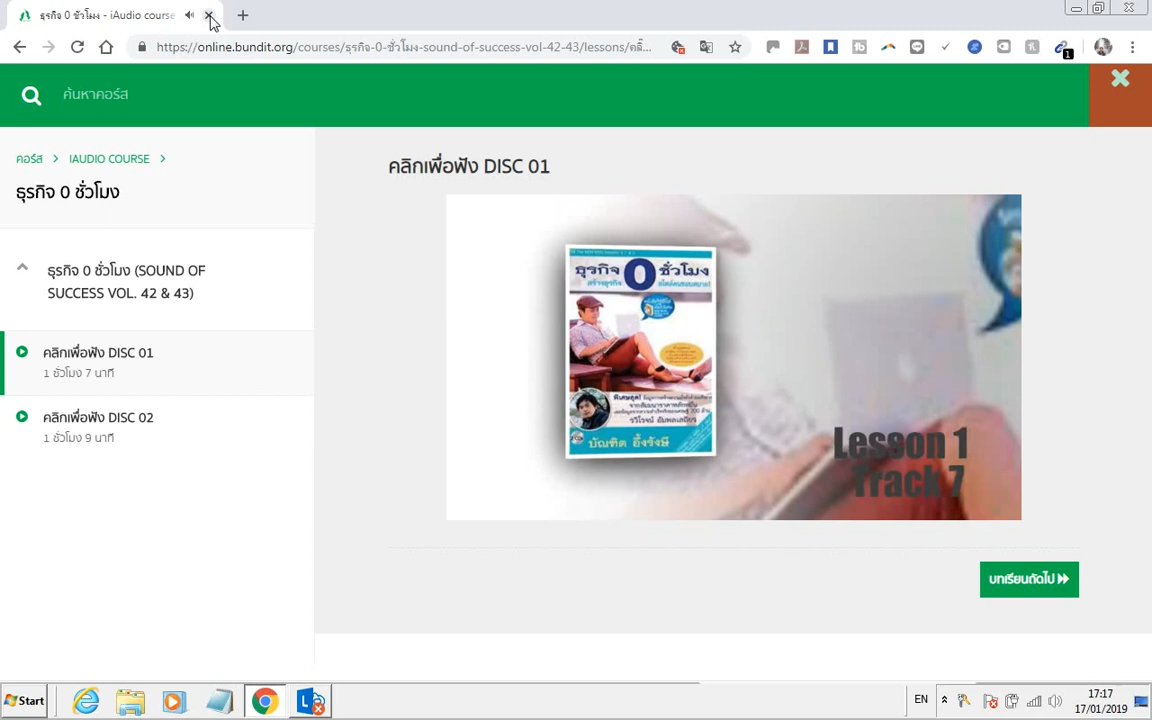 ธุรกิจ 0 ชั่วโมง - iAudio course
https://online.bundit.org/courses/ธุรกิจ-0-ชั่วโมง-sound-of-success-vol-42-43/lessons/คลิ๊...
1
ค้นหาคอร์ส
คอร์ส > IAUDIO COURSE >
ธุรกิจ 0 ชั่วโมง
ธุรกิจ 0 ชั่วโมง (SOUND OF
SUCCESS VOL. 42 & 43)
คลิกเพื่อฟัง DISC 01
1 ชั่วโมง 7 นาที
คลิกเพื่อฟัง DISC 02
1 ชั่วโมง 9 นาที
คลิกเพื่อฟัง DISC 01
ธุรกิจ 0 ชั่วโมง
บัณฑิต อึ้งรังษี
Lesson 1
Track 7
บทเรียนถัดไป
Start
EN
17:17
17/01/2019